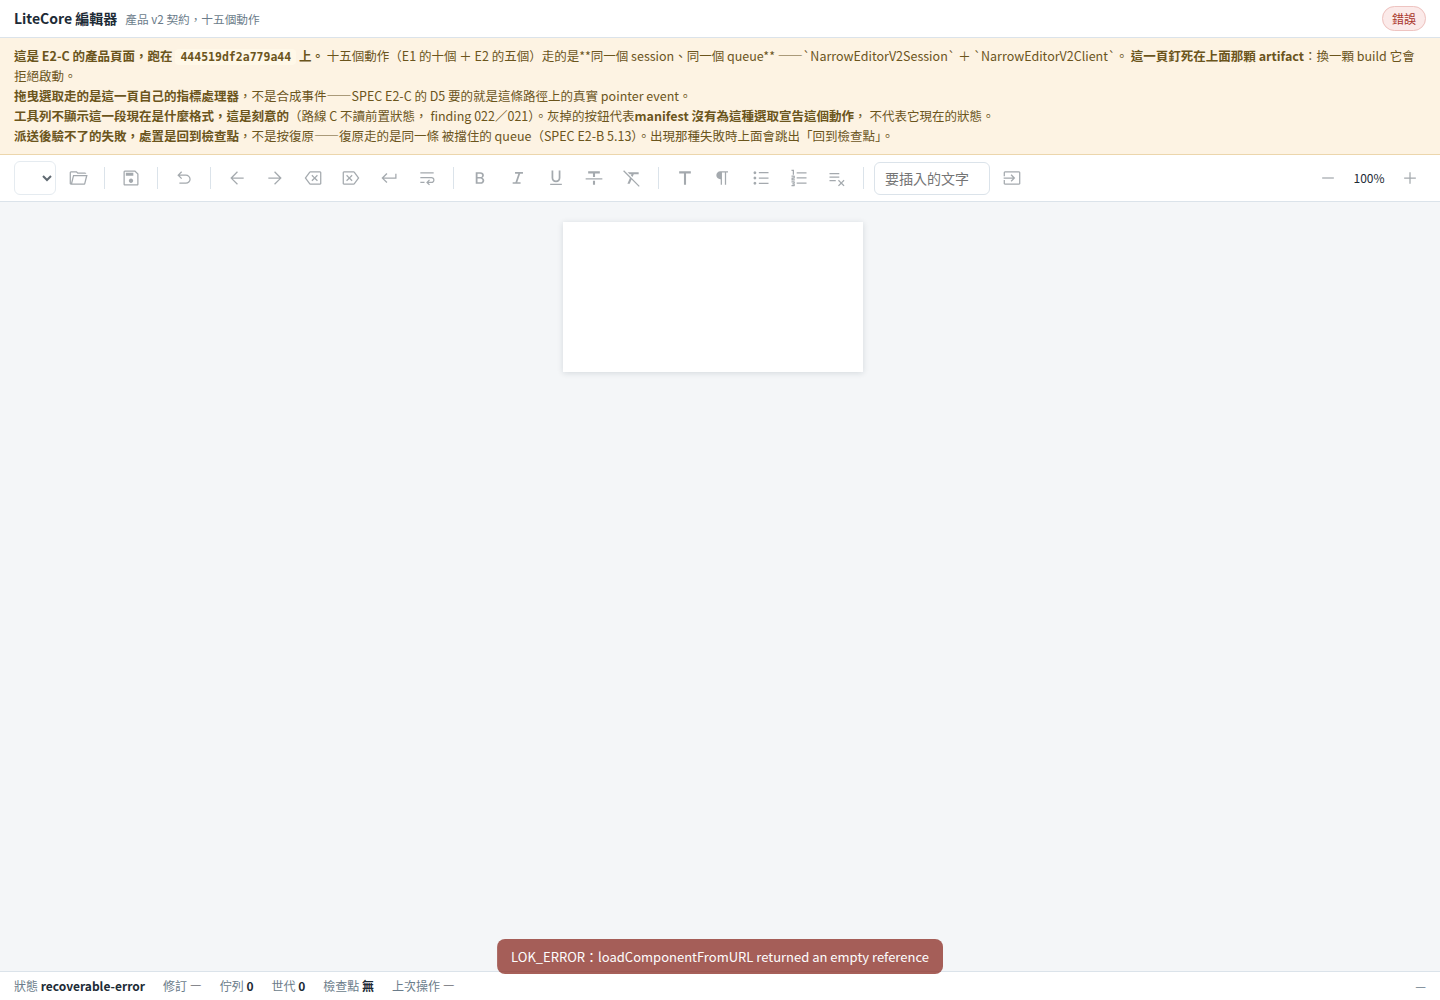 LiteCore 編輯器 產品 v2 契約，十五個動作 錯誤
這是 E2-C 的產品頁面，跑在 444519df2a779a44 上。 十五個動作（E1 的十個 ＋ E2 的五個）走的是**同一個 session、同一個 queue** ——`NarrowEditorV2Session` ＋ `NarrowEditorV2Client`。 這一頁釘死在上面那顆 artifact：換一顆 build 它會
拒絕啟動。
拖曳選取走的是這一頁自己的指標處理器，不是合成事件——SPEC E2-C 的 D5 要的就是這條路徑上的真實 pointer event。
工具列不顯示這一段現在是什麼格式，這是刻意的（路線 C 不讀前置狀態， finding 022／021）。灰掉的按鈕代表manifest 沒有為這種選取宣告這個動作， 不代表它現在的狀態。
派送後驗不了的失敗，處置是回到檢查點，不是按復原——復原走的是同一條 被擋住的 queue（SPEC E2-B 5.13）。出現那種失敗時上面會跳出「回到檢查點」。
要插入的文字 100%
LOK_ERROR：loadComponentFromURL returned an empty reference
狀態 recoverable-error 修訂 — 佇列 0 世代 0 檢查點 無 上次操作 — —